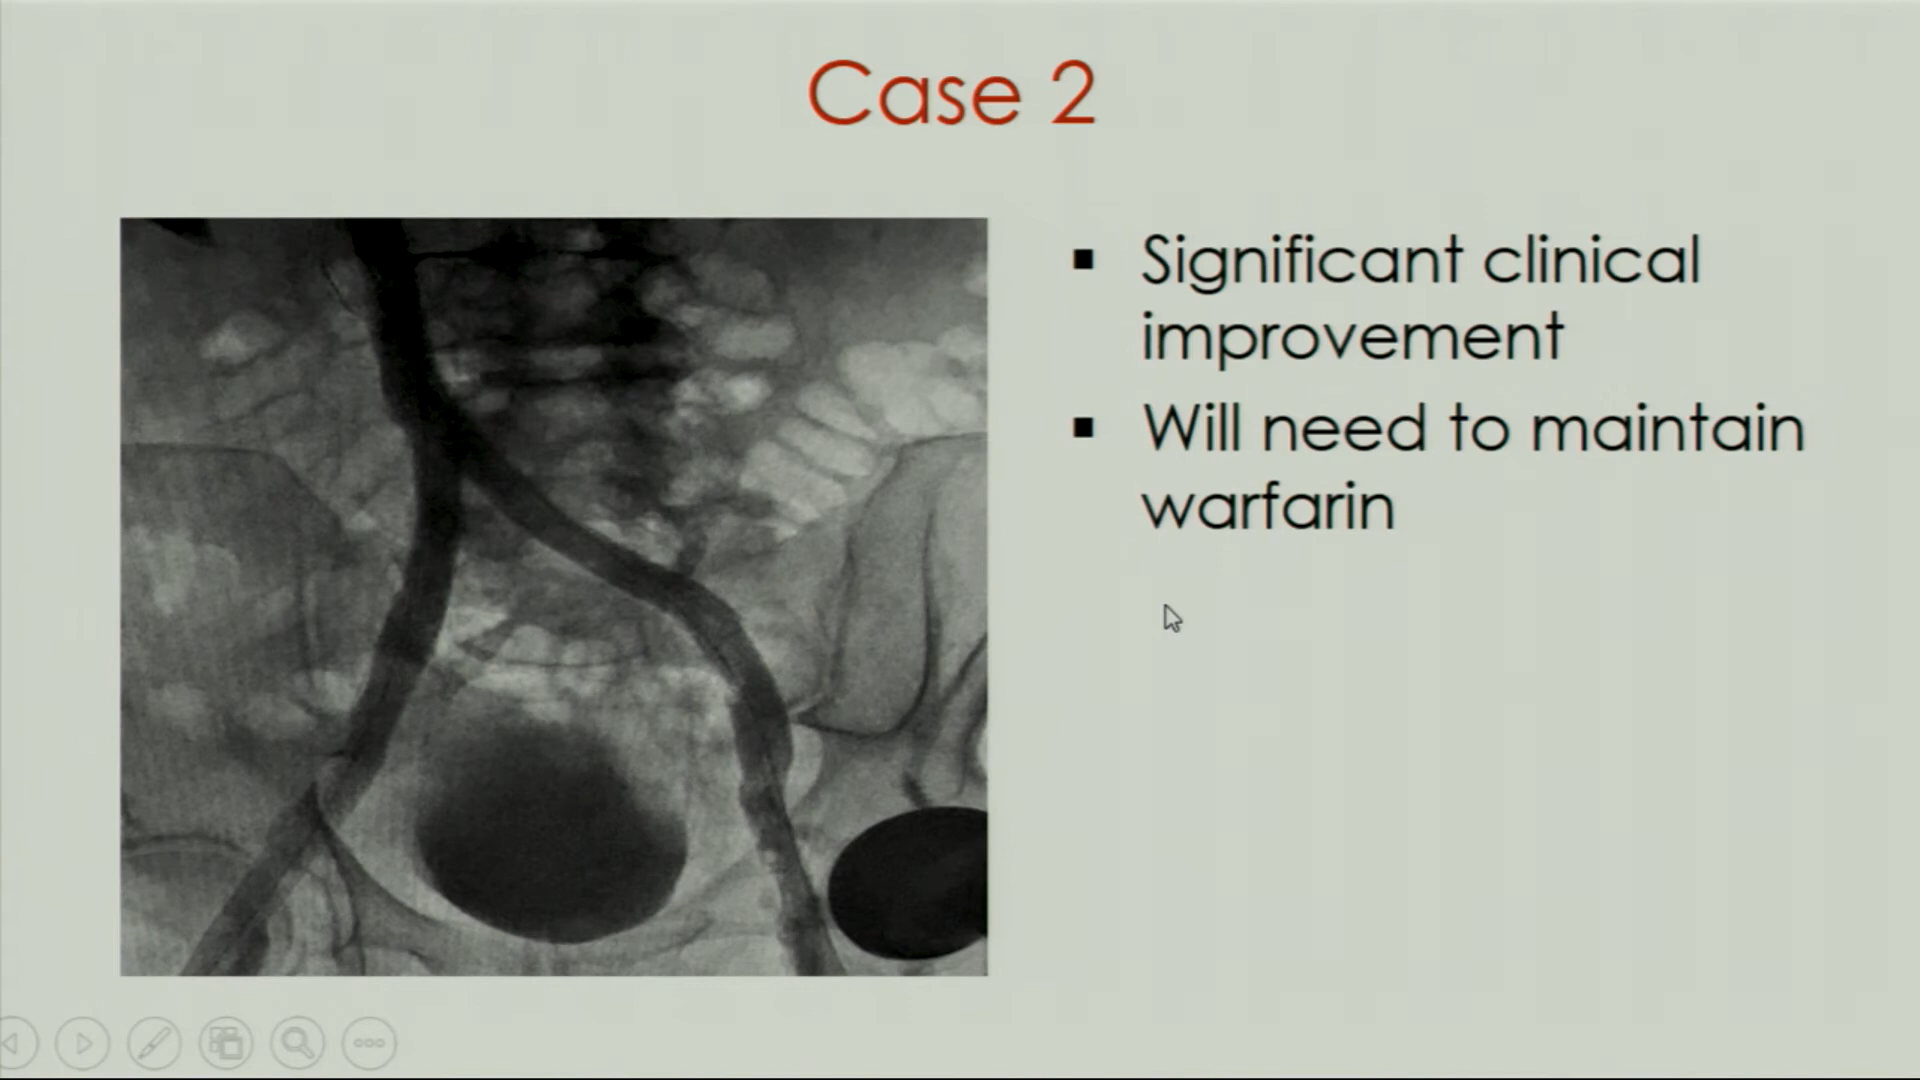 Case 2
Significant clinical
improvement
Will need to maintain
warfarin